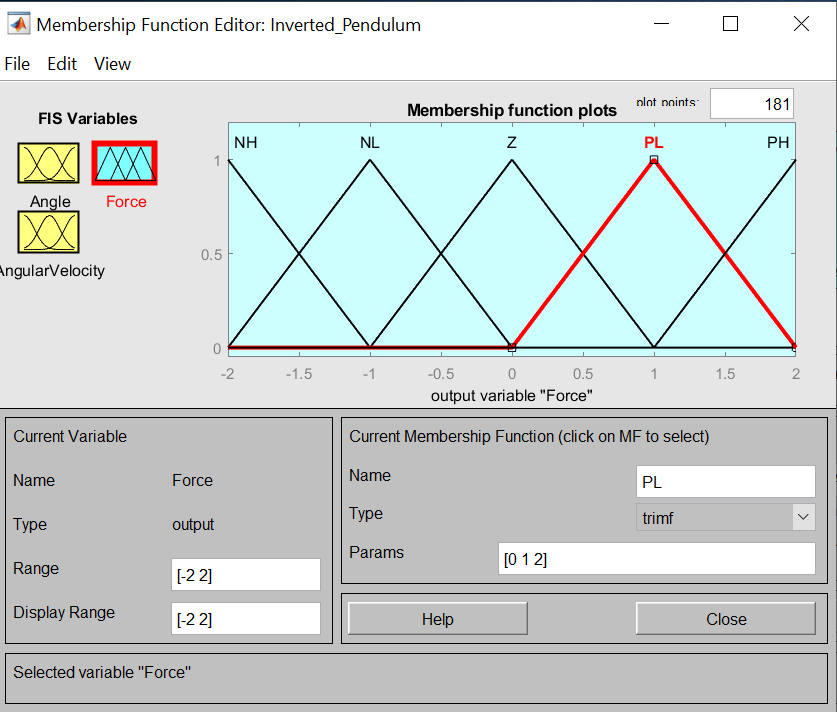 Membership Function Editor: Inverted_Pendulum
File Edit View
FIS Variables
Membership function plots
plot points:
181
Angle
Force
AngularVelocity
NH NL Z PL PH
1
0.5
0
-2 -1.5 -1 -0.5 0 0.5 1 1.5 2
output variable "Force"
Current Variable
Name Force
Type output
Range [-2 2]
Display Range [-2 2]
Current Membership Function (click on MF to select)
Name PL
Type trimf
Params [0 1 2]
Help Close
Selected variable "Force"